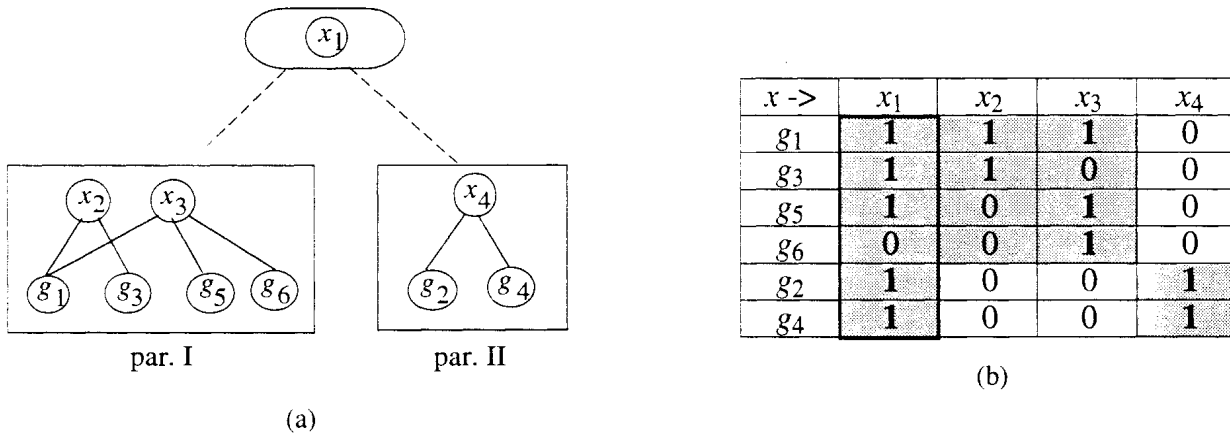 x1
x2 x3
x4
g1 g3 g5 g6
g2 g4
par. I
par. II
(a)
x -> x1 x2 x3 x4
g1 1 1 1 0
g3 1 1 0 0
g5 1 0 1 0
g6 0 0 1 0
g2 1 0 0 1
g4 1 0 0 1
(b)